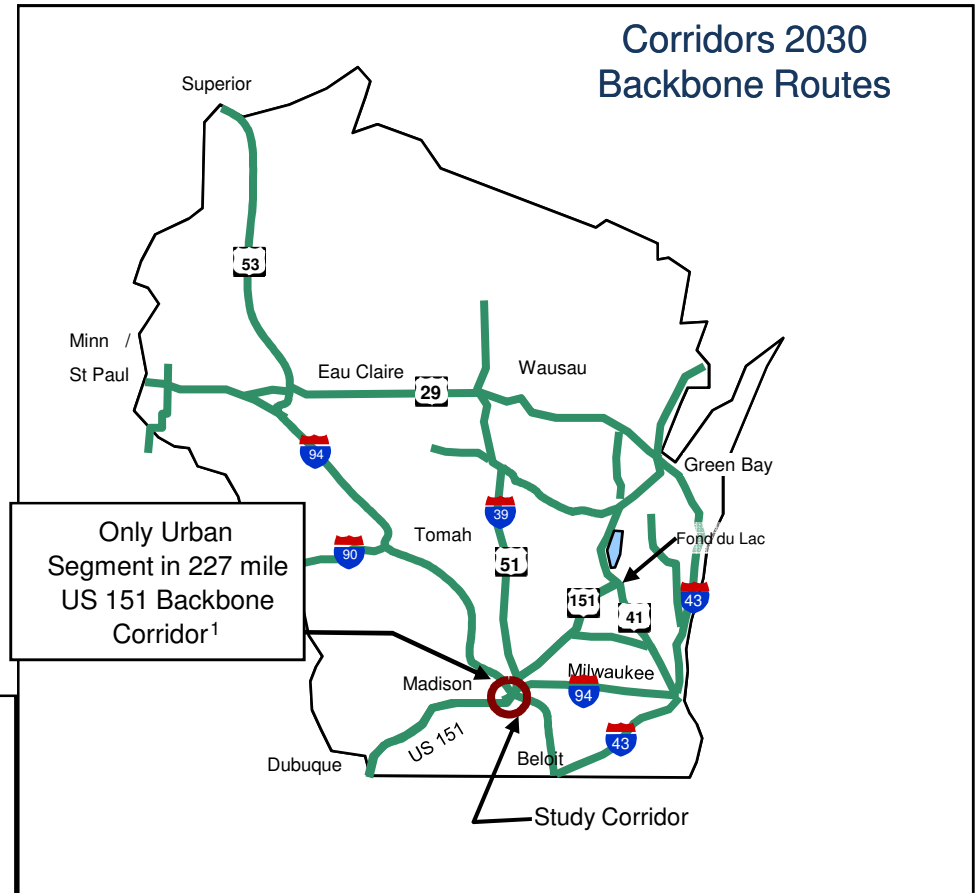 Corridors 2030
Backbone Routes
Superior
53
Minn /
St Paul
Eau Claire
29
Wausau
94
Green Bay
39
Only Urban
Segment in 227 mile
US 151 Backbone
Corridor¹
90
Tomah
51
Fond du Lac
151
41
43
Madison
Milwaukee
94
US 151
43
Dubuque
Beloit
Study Corridor